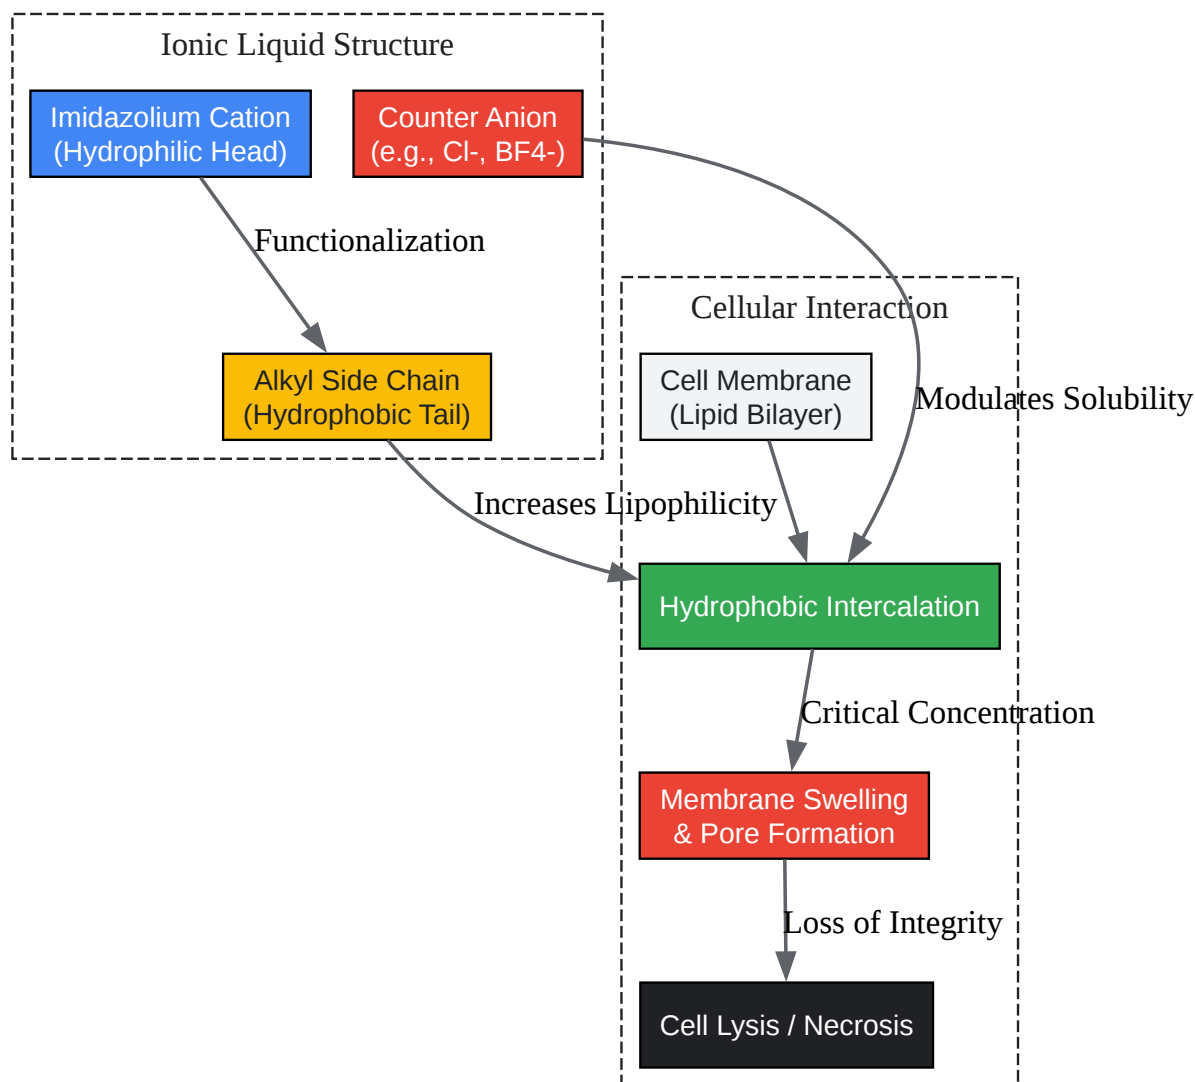 Ionic Liquid Structure
Imidazolium Cation
(Hydrophilic Head)
Counter Anion
(e.g., Cl-, BF4-)
Functionalization
Cellular Interaction
Alkyl Side Chain
(Hydrophobic Tail)
Cell Membrane
(Lipid Bilayer)
Modulates Solubility
Increases Lipophilicity
Hydrophobic Intercalation
Critical Concentration
Membrane Swelling
& Pore Formation
Loss of Integrity
Cell Lysis / Necrosis